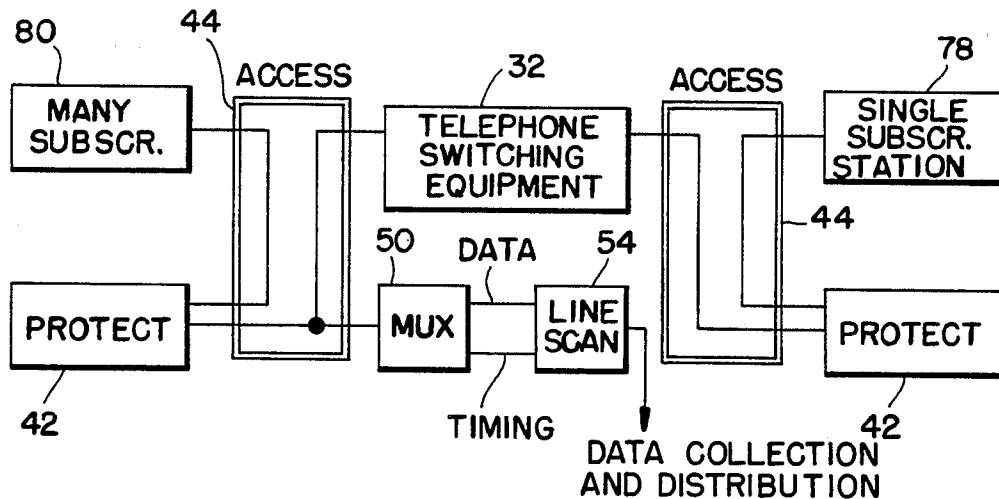 80
44
ACCESS
32
ACCESS
78
MANY
SUBSCR.
TELEPHONE
SWITCHING
EQUIPMENT
SINGLE
SUBSCR.
STATION
44
50
DATA
54
PROTECT
MUX
LINE
SCAN
PROTECT
42
TIMING
42
DATA COLLECTION
AND DISTRIBUTION